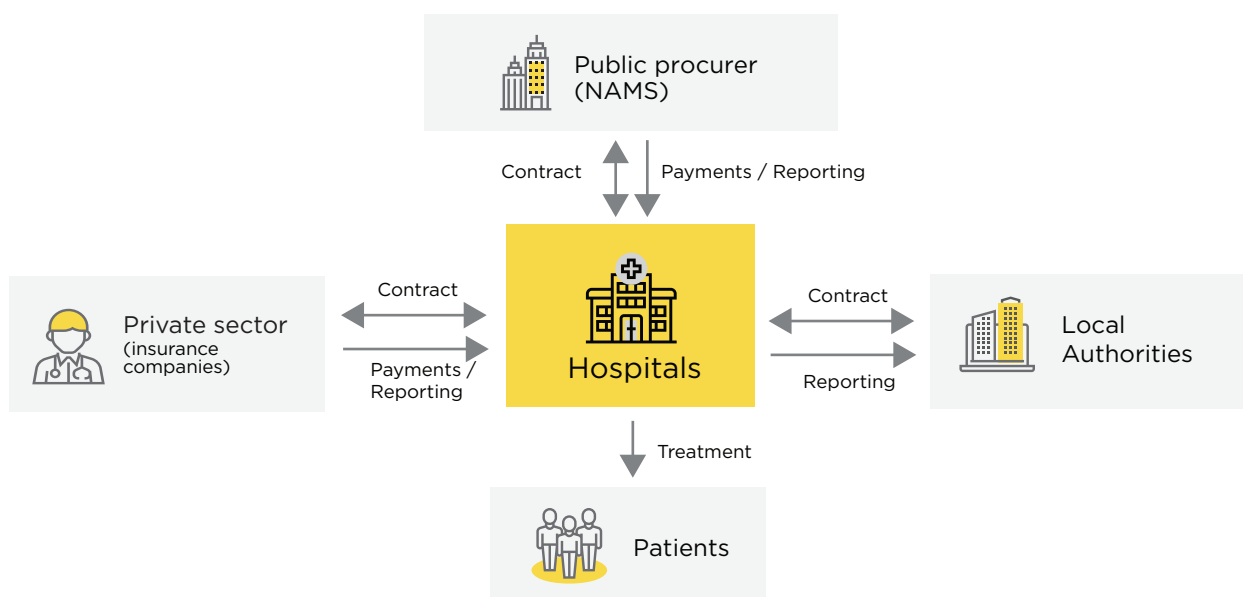 Public procurer
(NAMS)
Contract
Payments / Reporting
Contract
Private sector
(insurance
companies)
Payments /
Reporting
Hospitals
Contract
Reporting
Local
Authorities
Treatment
Patients